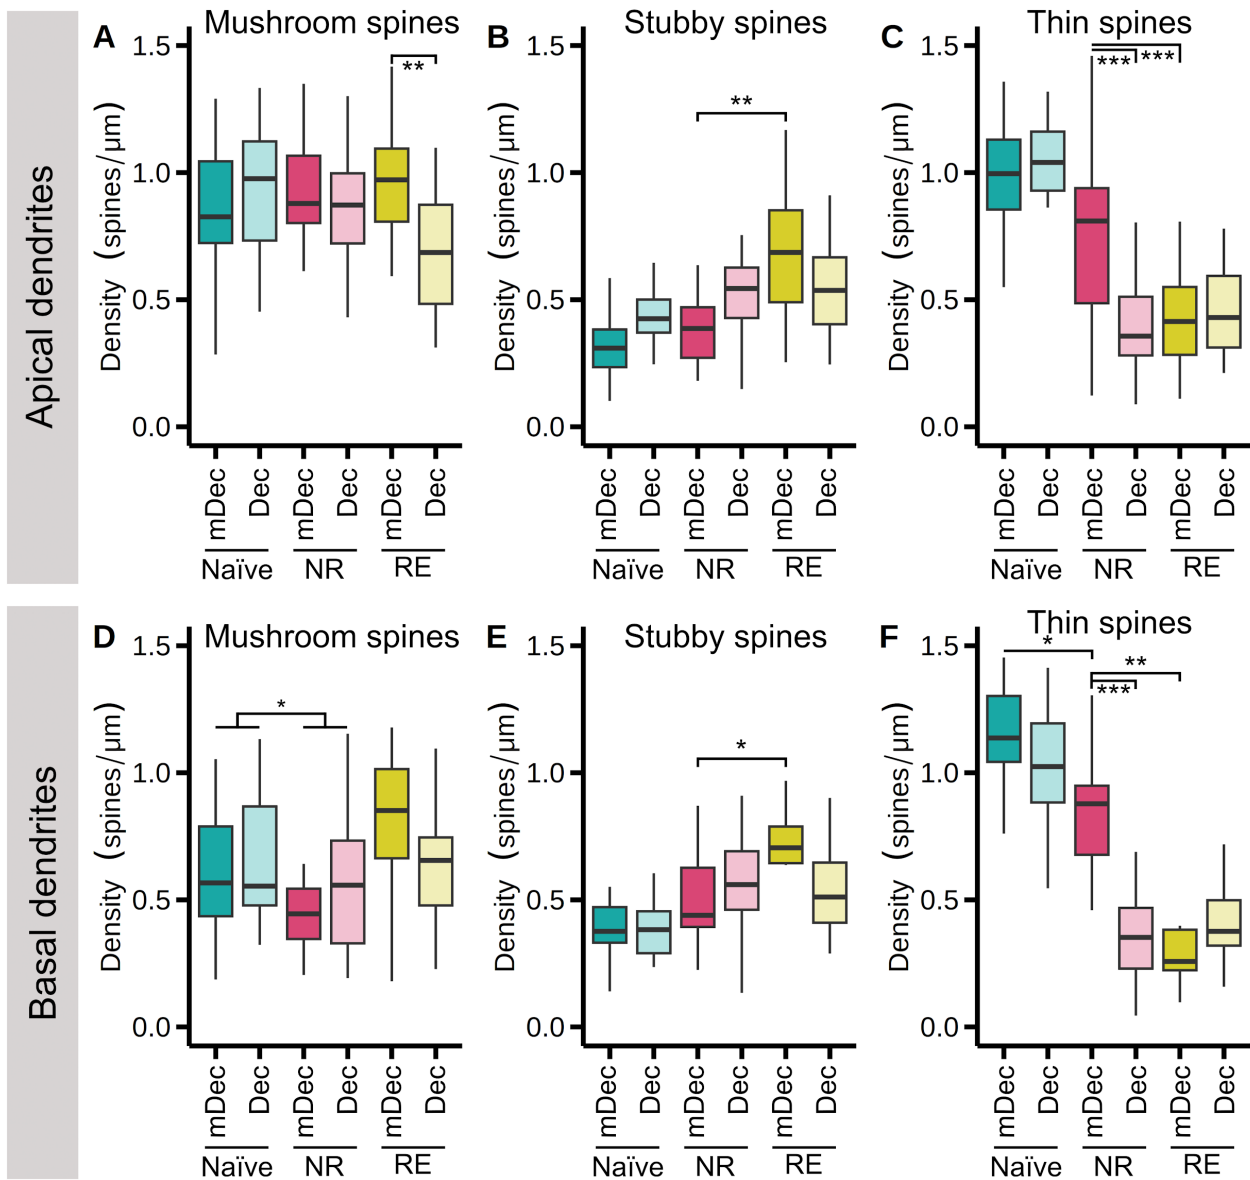 Apical dendrites
A Mushroom spines
Density (spines/μm)
1.5
1.0
0.5
0.0
**
mDec Dec mDec Dec mDec Dec
Naïve NR RE
B Stubby spines
Density (spines/μm)
1.5
1.0
0.5
0.0
**
mDec Dec mDec Dec mDec Dec
Naïve NR RE
C Thin spines
Density (spines/μm)
1.5
1.0
0.5
0.0
*** ***
mDec Dec mDec Dec mDec Dec
Naïve NR RE
Basal dendrites
D Mushroom spines
Density (spines/μm)
1.5
1.0
0.5
0.0
*
mDec Dec mDec Dec mDec Dec
Naïve NR RE
E Stubby spines
Density (spines/μm)
1.5
1.0
0.5
0.0
*
mDec Dec mDec Dec mDec Dec
Naïve NR RE
F Thin spines
Density (spines/μm)
1.5
1.0
0.5
0.0
*
**
***
mDec Dec mDec Dec mDec Dec
Naïve NR RE